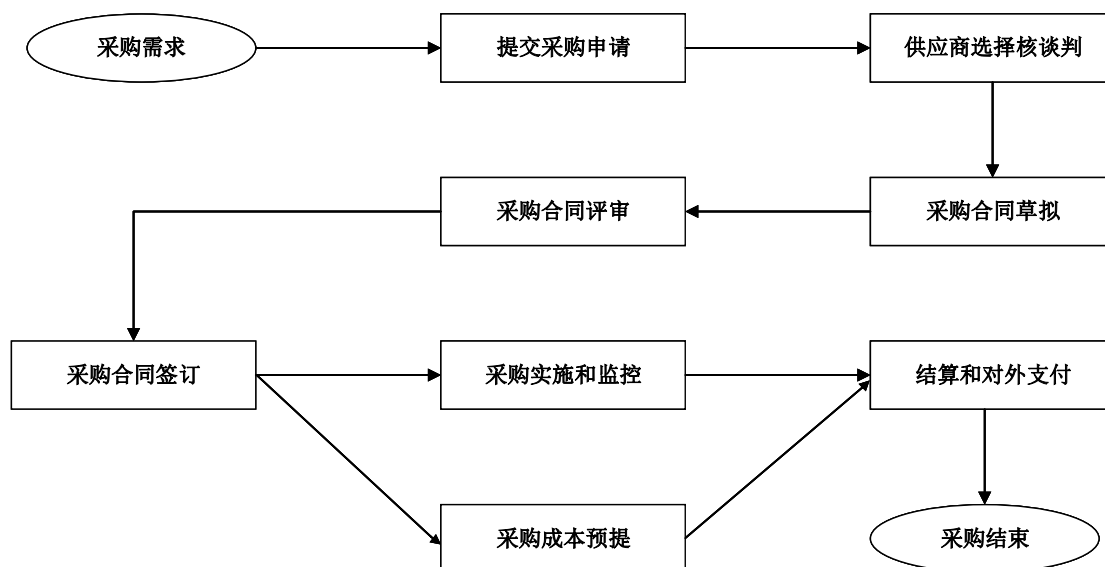 采购需求
提交采购申请
供应商选择核谈判
采购合同评审
采购合同草拟
采购合同签订
采购实施和监控
结算和对外支付
采购成本预提
采购结束